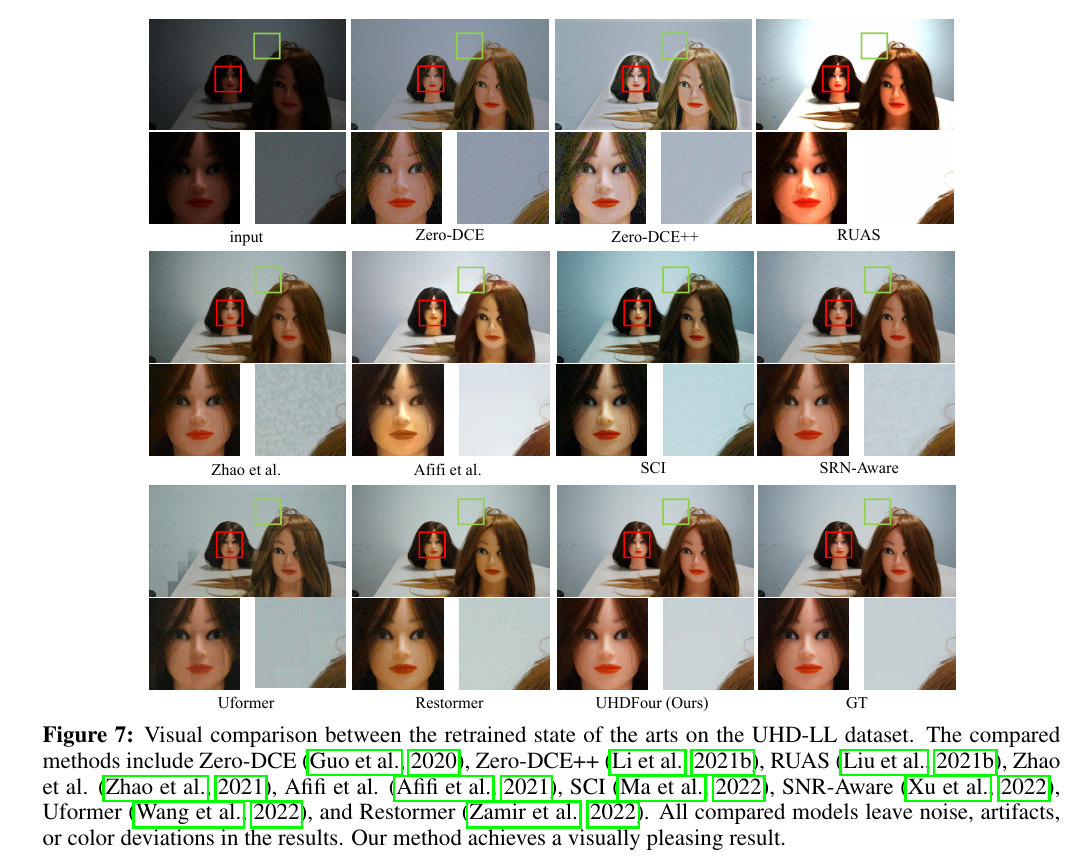 input
Zero-DCE
Zero-DCE++
RUAS
Zhao et al.
Afifi et al.
SCI
SRN-Aware
Uformer
Restormer
UHDFour (Ours)
GT
Figure 7: Visual comparison between the retrained state of the arts on the UHD-LL dataset. The compared
methods include Zero-DCE (Guo et al., 2020), Zero-DCE++ (Li et al., 2021b), RUAS (Liu et al., 2021b), Zhao
et al. (Zhao et al., 2021), Afifi et al. (Afifi et al., 2021), SCI (Ma et al., 2022), SNR-Aware (Xu et al., 2022),
Uformer (Wang et al., 2022), and Restormer (Zamir et al., 2022). All compared models leave noise, artifacts,
or color deviations in the results. Our method achieves a visually pleasing result.